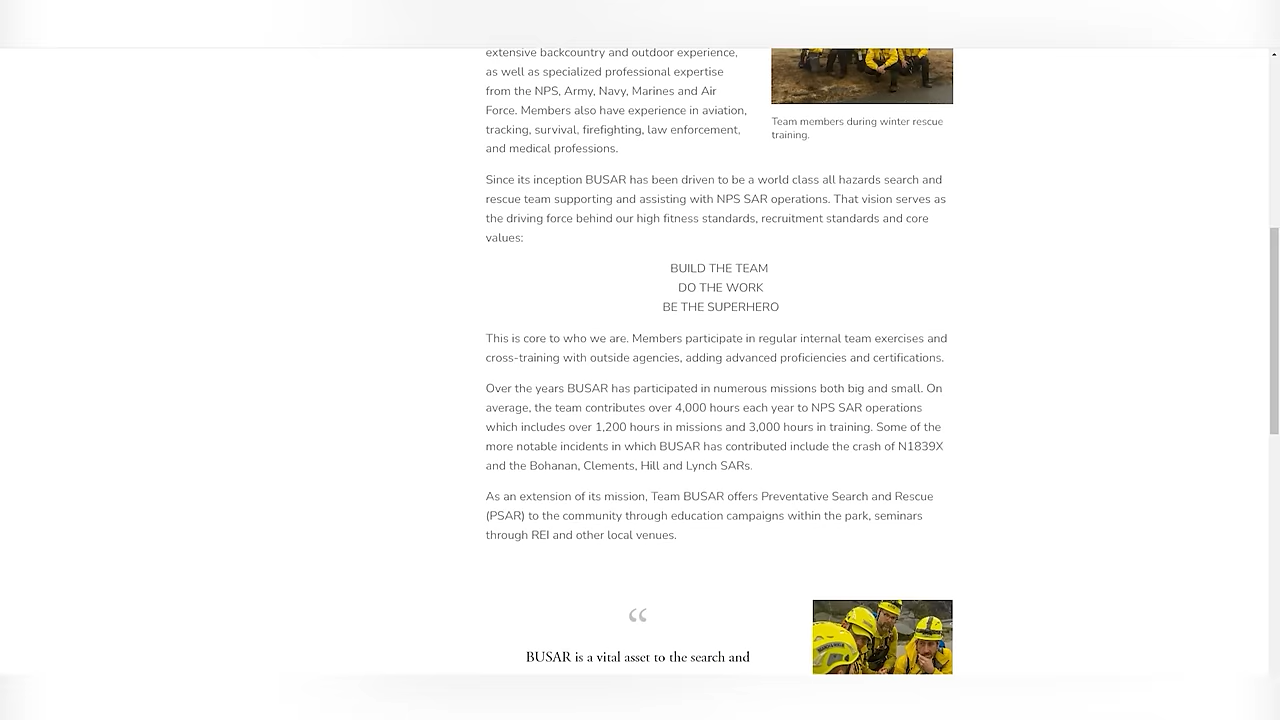 extensive backcountry and outdoor experience,
as well as specialized professional expertise
from the NPS, Army, Navy, Marines and Air
Force. Members also have experience in aviation,
tracking, survival, firefighting, law enforcement,
and medical professions.
Team members during winter rescue
training.
Since its inception BUSAR has been driven to be a world class all hazards search and
rescue team supporting and assisting with NPS SAR operations. That vision serves as
the driving force behind our high fitness standards, recruitment standards and core
values:
BUILD THE TEAM
DO THE WORK
BE THE SUPERHERO
This is core to who we are. Members participate in regular internal team exercises and
cross-training with outside agencies, adding advanced proficiencies and certifications.
Over the years BUSAR has participated in numerous missions both big and small. On
average, the team contributes over 4,000 hours each year to NPS SAR operations
which includes over 1,200 hours in missions and 3,000 hours in training. Some of the
more notable incidents in which BUSAR has contributed include the crash of N1839X
and the Bohanan, Clements, Hill and Lynch SARs.
As an extension of its mission, Team BUSAR offers Preventative Search and Rescue
(PSAR) to the community through education campaigns within the park, seminars
through REI and other local venues.
“
BUSAR is a vital asset to the search and